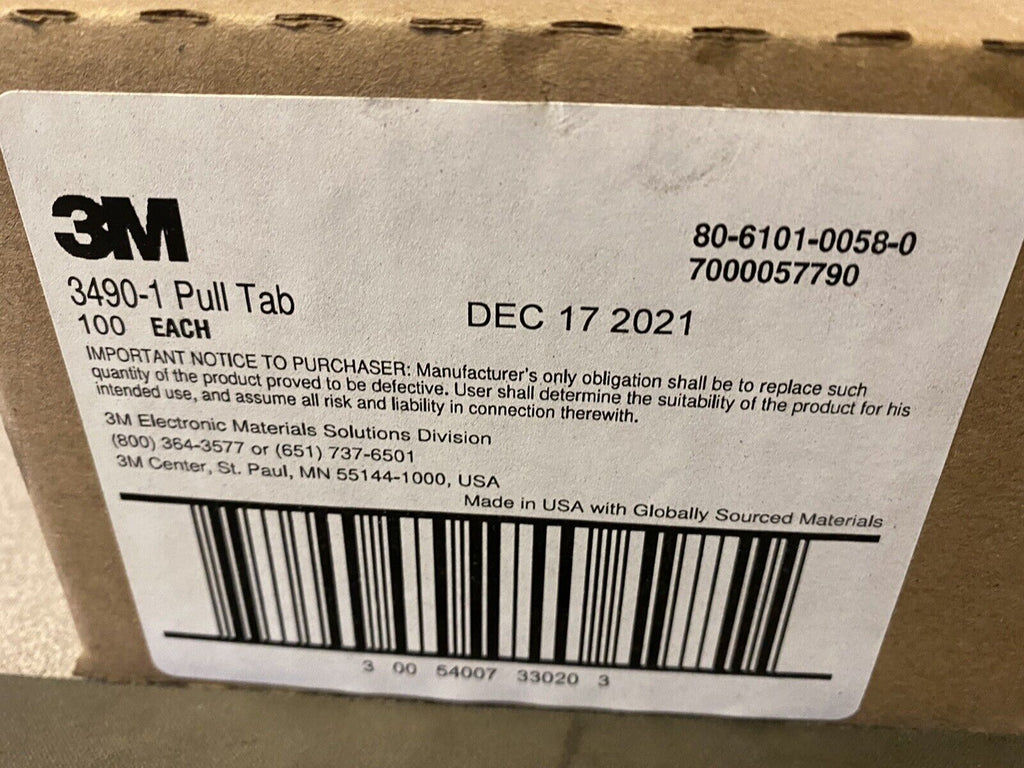 3M
80-6101-0058-0
7000057790
3490-1 Pull Tab
100 EACH
DEC 17 2021
IMPORTANT NOTICE TO PURCHASER: Manufacturer's only obligation shall be to replace such
quantity of the product proved to be defective. User shall determine the suitability of the product for his
intended use, and assume all risk and liability in connection therewith.
3M Electronic Materials Solutions Division
(800) 364-3577 or (651) 737-6501
3M Center, St. Paul, MN 55144-1000, USA
Made in USA with Globally Sourced Materials
3 00 54007 33020 3